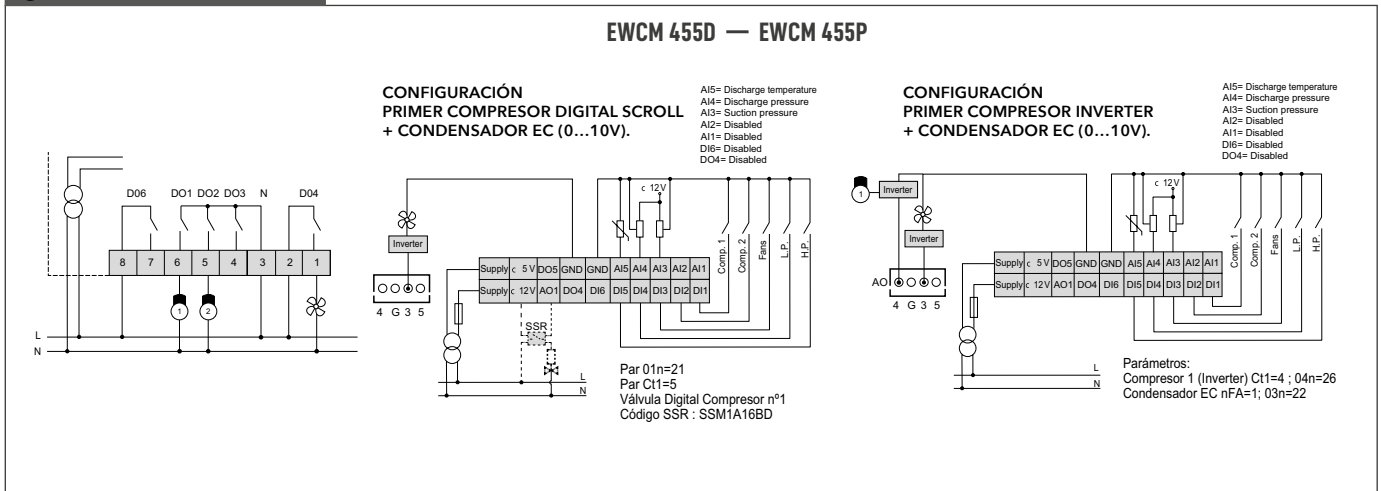 EWCM 455D — EWCM 455P
D06 DO1 DO2 DO3 N D04
8 7 6 5 4 3 2 1
1 2
L
N
CONFIGURACIÓN
PRIMER COMPRESOR DIGITAL SCROLL
+ CONDENSADOR EC (0...10V).
AI5= Discharge temperature
AI4= Discharge pressure
AI3= Suction pressure
AI2= Disabled
AI1= Disabled
DI6= Disabled
DO4= Disabled
c 12V
Inverter
4 G 3 5
Comp. 1
Comp. 2
Fans
L.P.
H.P.
Supply c 5 V DO5 GND GND AI5 AI4 AI3 AI2 AI1
Supply c 12V AO1 DO4 DI6 DI5 DI4 DI3 DI2 DI1
SSR
L
N
Par 01n=21
Par Ct1=5
Válvula Digital Compresor nº1
Código SSR : SSM1A16BD
CONFIGURACIÓN
PRIMER COMPRESOR INVERTER
+ CONDENSADOR EC (0...10V).
AI5= Discharge temperature
AI4= Discharge pressure
AI3= Suction pressure
AI2= Disabled
AI1= Disabled
DI6= Disabled
DO4= Disabled
c 12V
1 Inverter
Inverter
AO
4 G 3 5
Comp. 1
Comp. 2
Fans
L.P.
H.P.
Supply c 5 V DO5 GND GND AI5 AI4 AI3 AI2 AI1
Supply c 12V AO1 DO4 DI6 DI5 DI4 DI3 DI2 DI1
L
N
Parámetros:
Compresor 1 (Inverter) Ct1=4 ; 04n=26
Condensador EC nFA=1; 03n=22